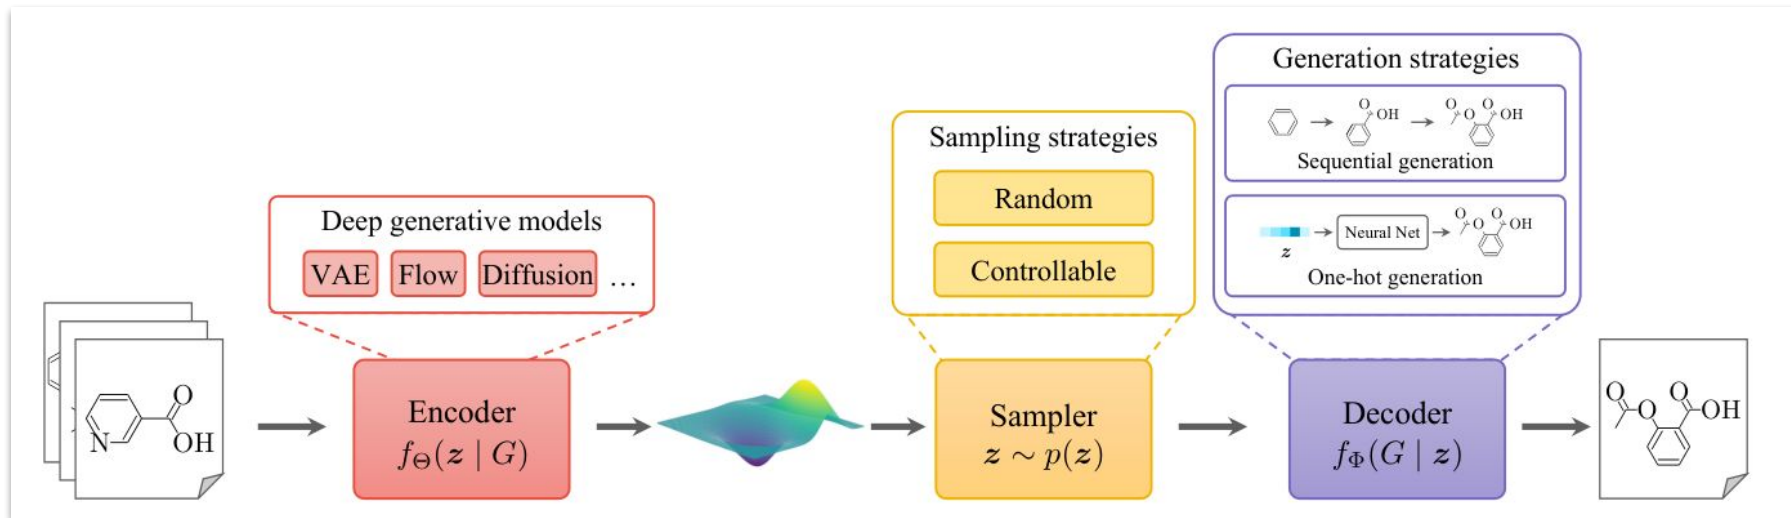 Generation strategies
O
OH
O
O
O
OH
Sequential generation
z
Neural Net
O
O
O
OH
One-hot generation
Sampling strategies
Random
Controllable
Deep generative models
VAE
Flow
Diffusion
...
N
O
OH
Encoder
fΘ(z | G)
Sampler
z ∼ p(z)
Decoder
fΦ(G | z)
O
O
O
OH